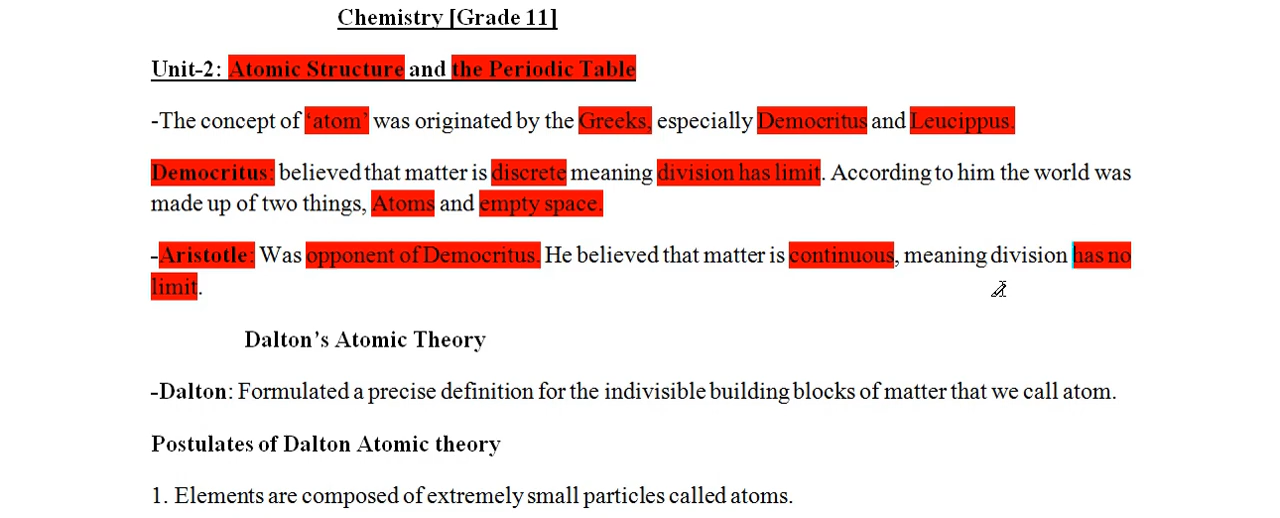 Chemistry [Grade 11]
Unit-2: Atomic Structure and the Periodic Table
-The concept of ‘atom’ was originated by the Greeks, especially Democritus and Leucippus.
Democritus: believed that matter is discrete meaning division has limit. According to him the world was
made up of two things, Atoms and empty space.
-Aristotle: Was opponent of Democritus. He believed that matter is continuous, meaning division has no
limit.
Dalton’s Atomic Theory
-Dalton: Formulated a precise definition for the indivisible building blocks of matter that we call atom.
Postulates of Dalton Atomic theory
1. Elements are composed of extremely small particles called atoms.